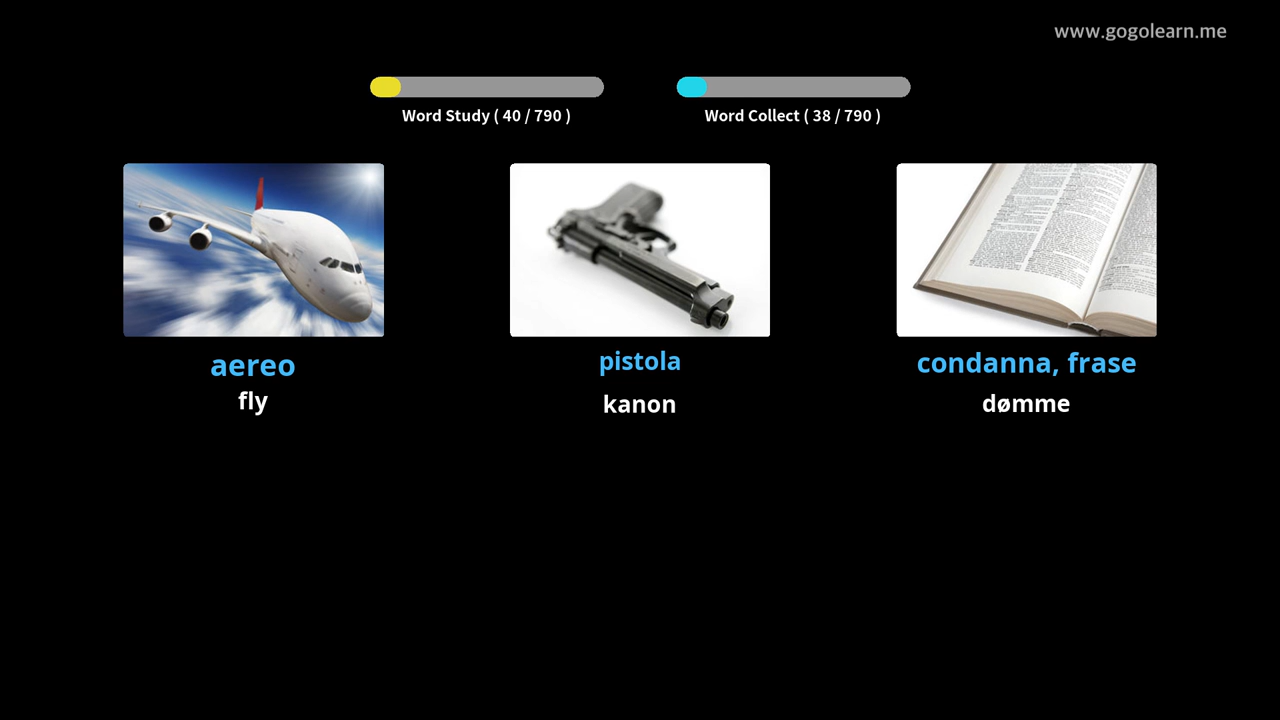 www.gogolearn.me
Word Study ( 40 / 790 )
Word Collect ( 38 / 790 )
aereo
fly
pistola
kanon
condanna, frase
dømme